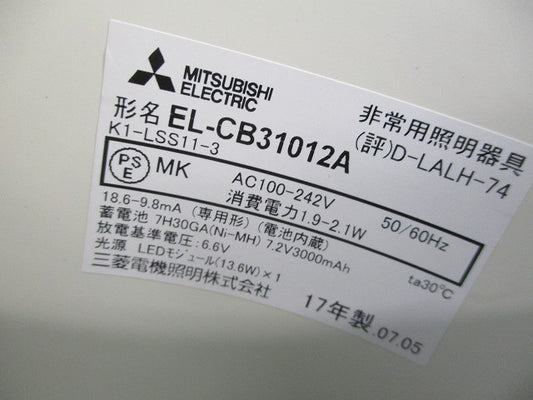 MITSUBISHI
ELECTRIC
非常用照明器具
形名 EL-CB31012A
(評)D-LALH-74
K1-LSS11-3
PSE MK
AC100-242V
消費電力1.9-2.1W
50/60Hz
18.6-9.8mA (専用形) (電池内蔵)
蓄電池 7H30GA(Ni-MH) 7.2V3000mAh
ta30℃
放電基準電圧:6.6V
光源 LEDモジュール(13.6W)×1
三菱電機照明株式会社
17年製.07.05